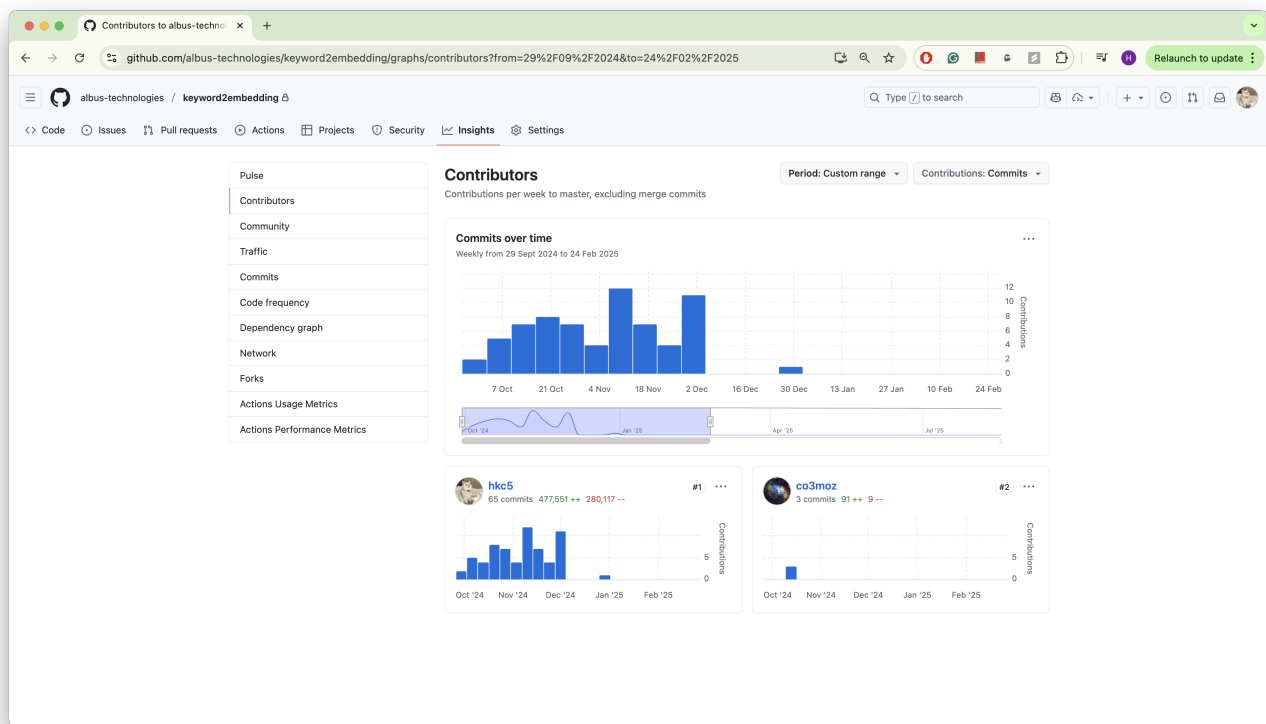 Contributors to albus-technol
github.com/albus-technologies/keyword2embedding/graphs/contributors?from=29%2F09%2F2024&to=24%2F02%2F2025
H
Relaunch to update
albus-technologies / keyword2embedding
Type / to search
<> Code Issues Pull requests Actions Projects Security Insights Settings
Pulse
Contributors
Community
Traffic
Commits
Code frequency
Dependency graph
Network
Forks
Actions Usage Metrics
Actions Performance Metrics
Contributors
Contributions per week to master, excluding merge commits
Period: Custom range
Contributions: Commits
Commits over time
Weekly from 29 Sept 2024 to 24 Feb 2025
12
10
8
6
4
2
0
Contributions
7 Oct 21 Oct 4 Nov 18 Nov 2 Dec 16 Dec 30 Dec 13 Jan 27 Jan 10 Feb 24 Feb
Oct '24 Jan '25 Apr '25 Jul '25
hkc5
#1
65 commits 477,551 ++ 280,117 --
5
0
Contributions
Oct '24 Nov '24 Dec '24 Jan '25 Feb '25
co3moz
#2
3 commits 91 ++ 9 --
5
0
Contributions
Oct '24 Nov '24 Dec '24 Jan '25 Feb '25